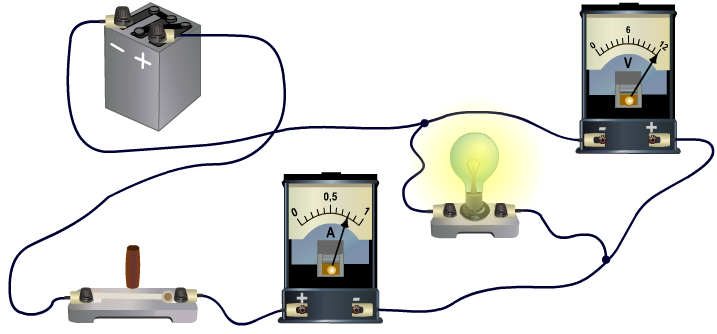 − +
0 6 12
V
- +
0 0,5 1
A
+ -